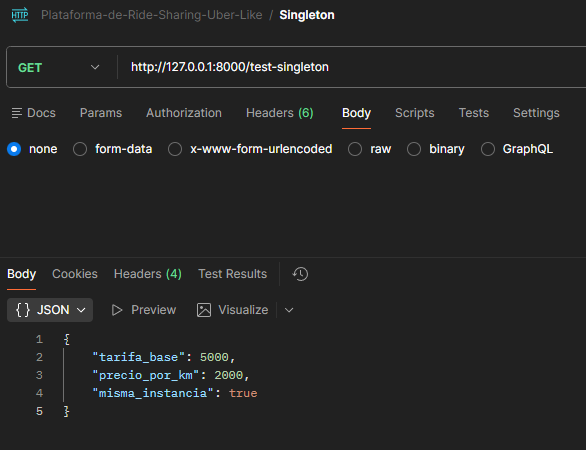 HTTP Plataforma-de-Ride-Sharing-Uber-Like / Singleton
GET http://127.0.0.1:8000/test-singleton
Docs Params Authorization Headers (6) Body Scripts Tests Settings
none form-data x-www-form-urlencoded raw binary GraphQL
Body Cookies Headers (4) Test Results
{} JSON Preview Visualize
1 {
2 "tarifa_base": 5000,
3 "precio_por_km": 2000,
4 "misma_instancia": true
5 }